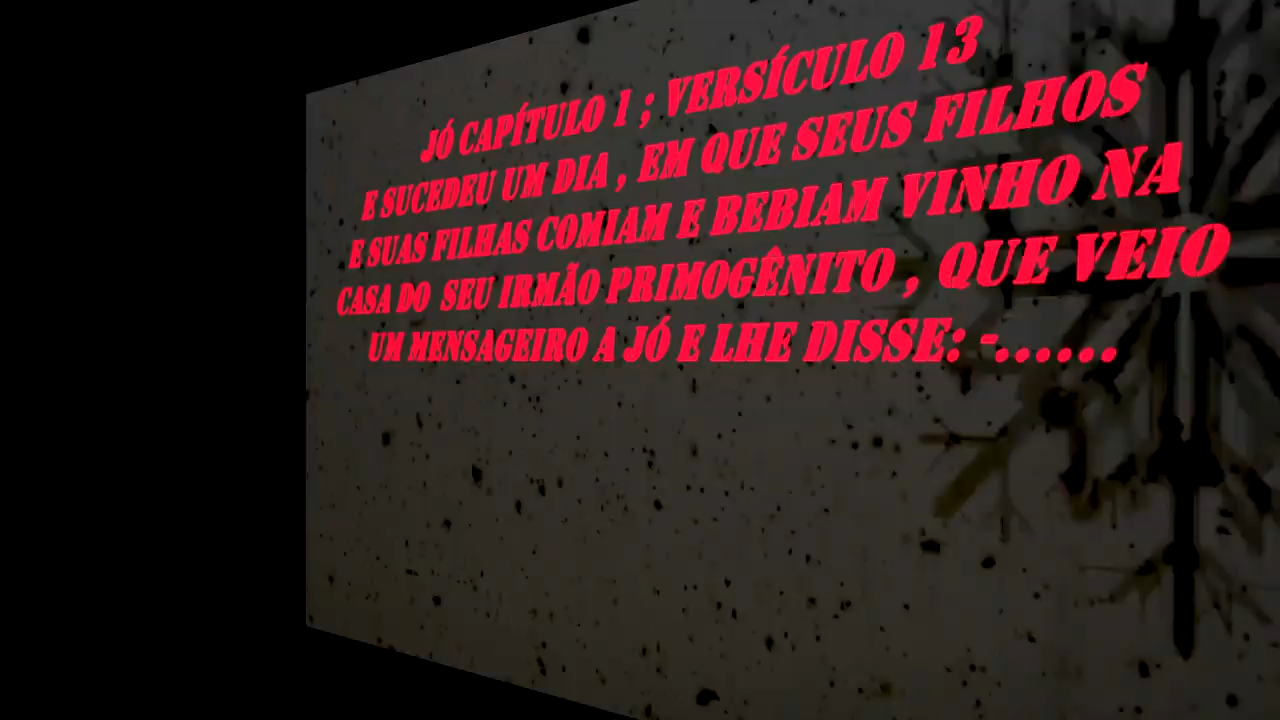 JÓ CAPÍTULO 1 ; VERSÍCULO 13
E SUCEDEU UM DIA , EM QUE SEUS FILHOS
E SUAS FILHAS COMIAM E BEBIAM VINHO NA
CASA DO SEU IRMÃO PRIMOGÊNITO , QUE VEIO
UM MENSAGEIRO A JÓ E LHE DISSE: -......